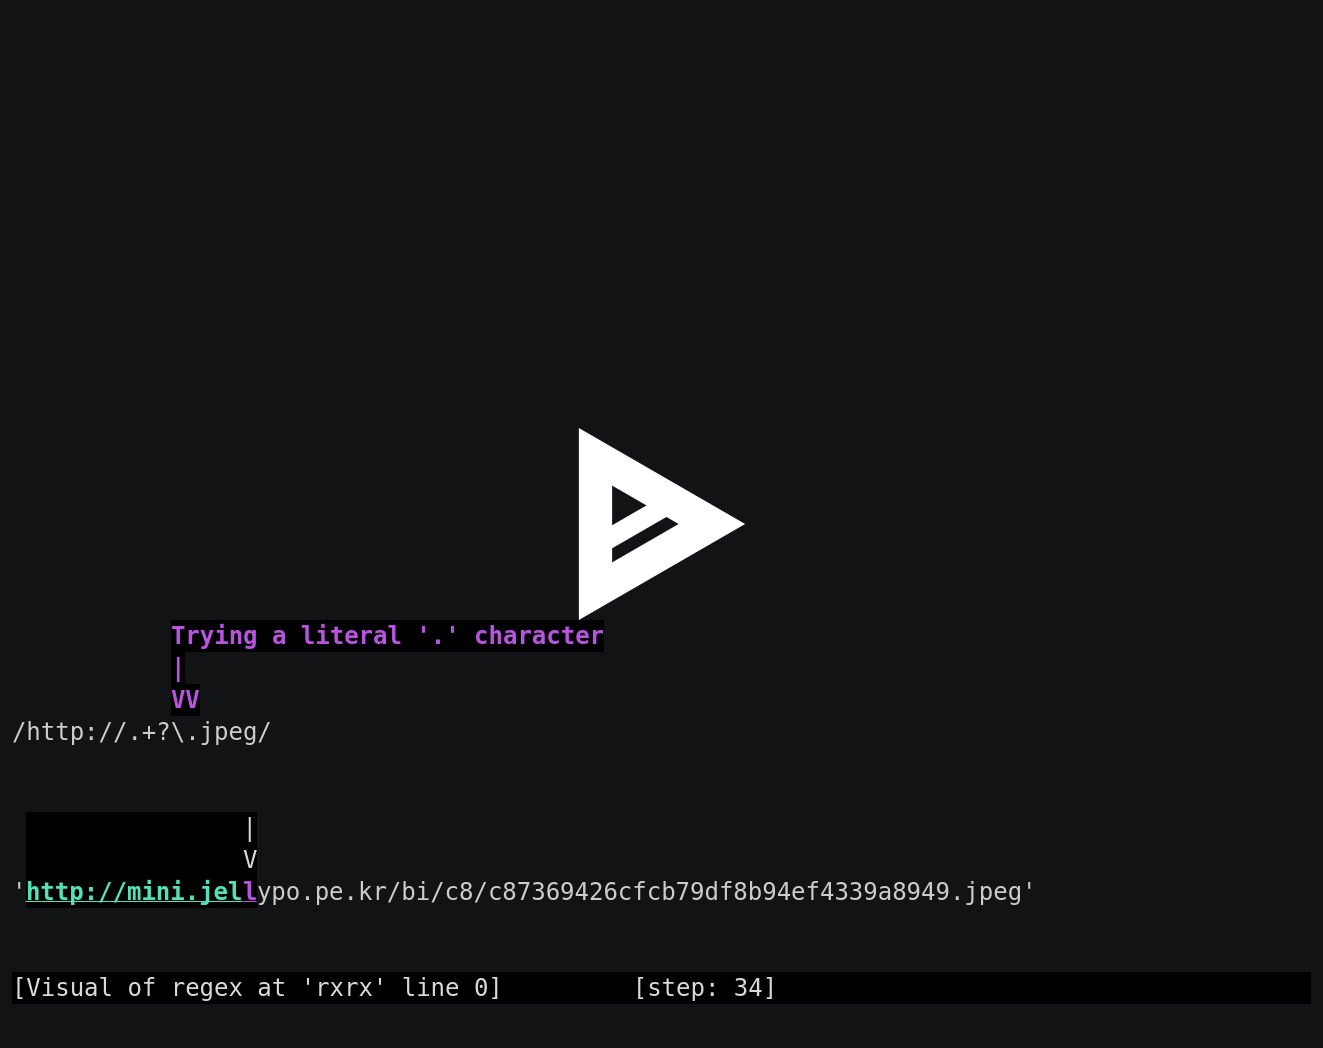 Trying a literal '.' character
|
VV
/http://.+?\.jpeg/
|
V
'http://mini.jellypo.pe.kr/bi/c8/c87369426cfcb79df8b94ef4339a8949.jpeg'
[Visual of regex at 'rxrx' line 0] [step: 34]